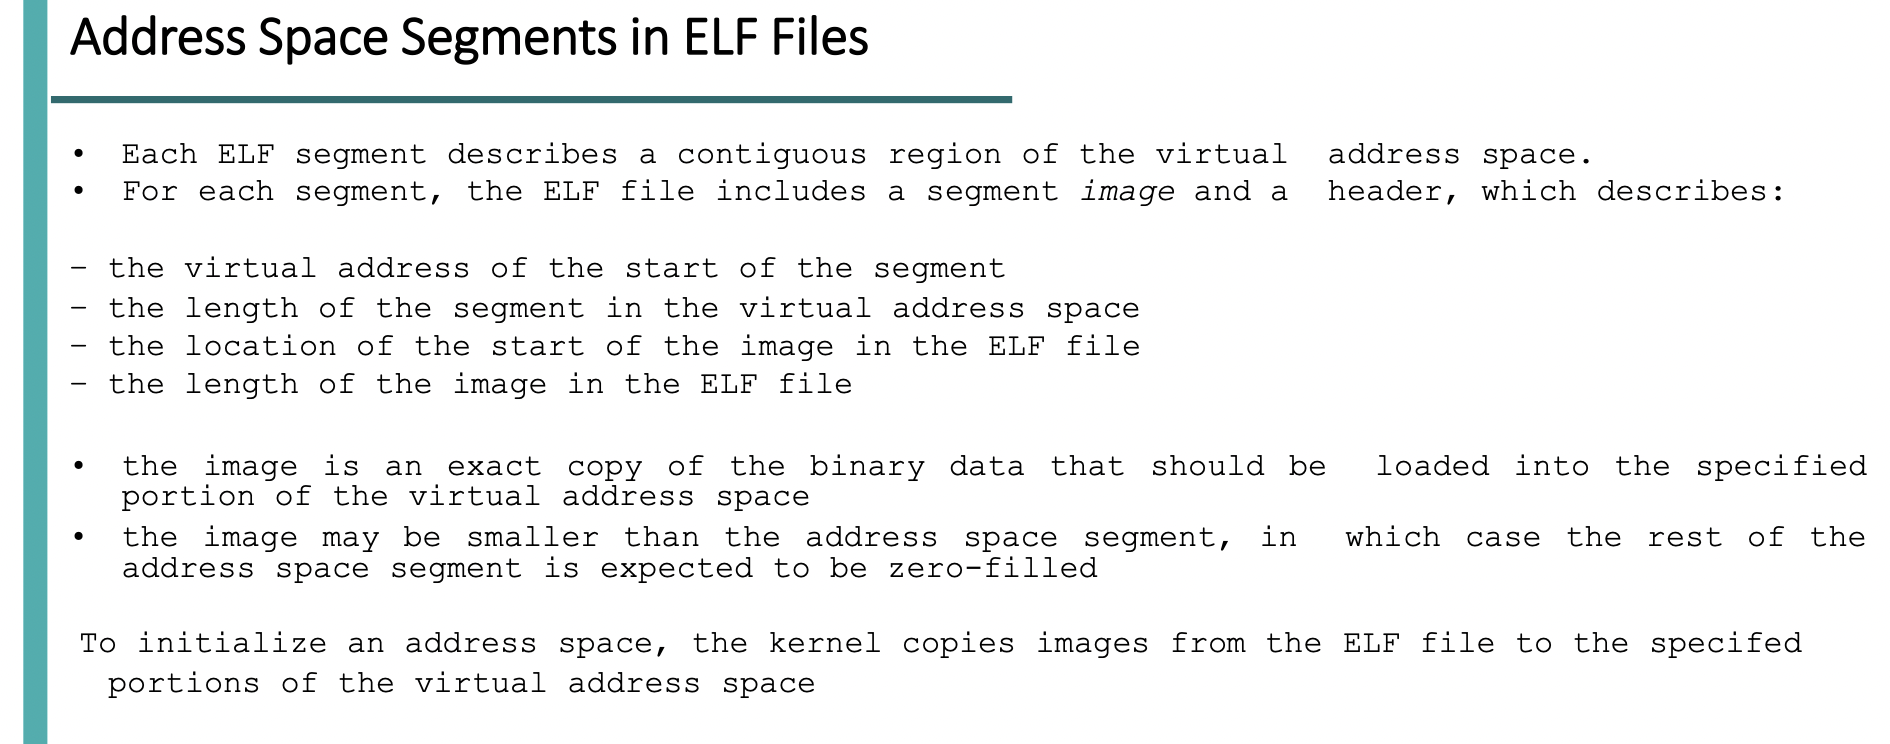 Address Space Segments in ELF Files
• Each ELF segment describes a contiguous region of the virtual address space.
• For each segment, the ELF file includes a segment image and a header, which describes:
– the virtual address of the start of the segment
– the length of the segment in the virtual address space
– the location of the start of the image in the ELF file
– the length of the image in the ELF file
• the image is an exact copy of the binary data that should be loaded into the specified
portion of the virtual address space
• the image may be smaller than the address space segment, in which case the rest of the
address space segment is expected to be zero-filled
To initialize an address space, the kernel copies images from the ELF file to the specifed
portions of the virtual address space